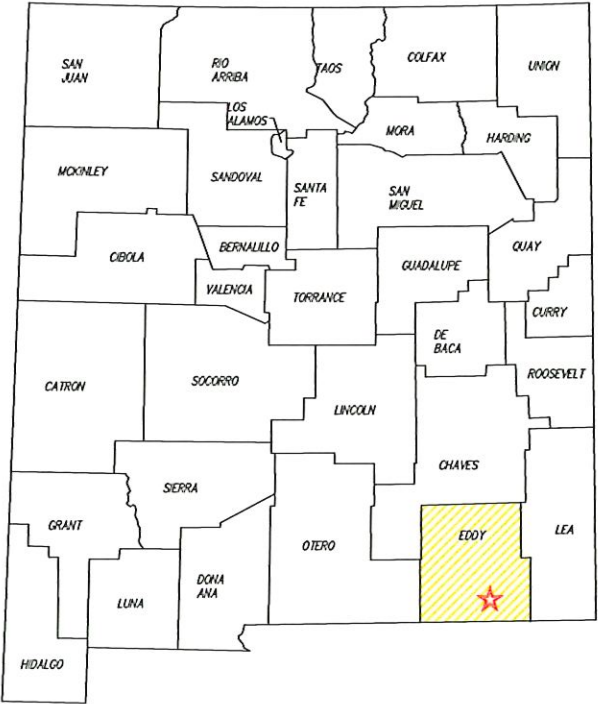 SAN
JUAN
RIO
ARRIBA
TAOS
COLFAX
UNION
LOS
ALAMOS
MORA
HARDING
MCKINLEY
SANDOVAL
SANTA
FE
SAN
MIGUEL
CIBOLA
BERNALILLO
VALENCIA
TORRANCE
GUADALUPE
QUAY
CURRY
DE
BACA
ROOSEVELT
CATRON
SOCORRO
LINCOLN
CHAVES
SIERRA
GRANT
OTERO
EDDY
LEA
DONA
ANA
LUNA
HIDALGO